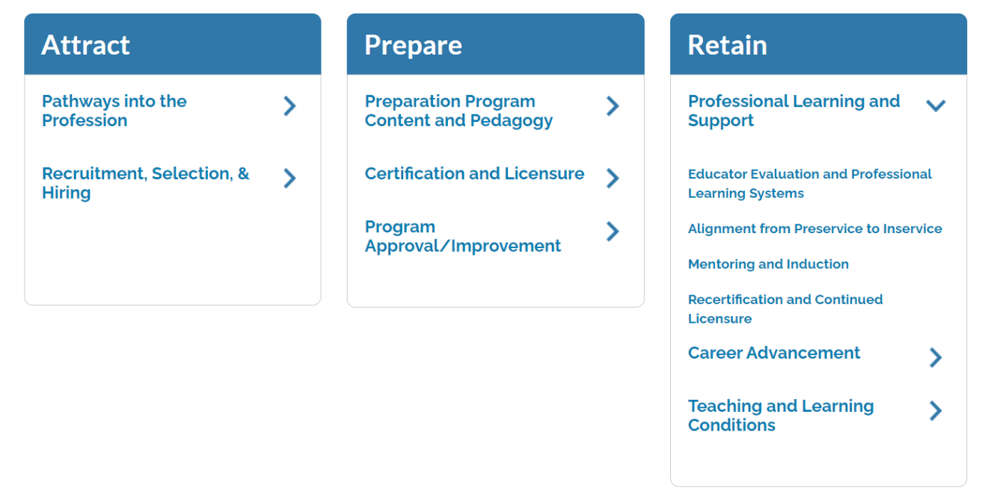 Attract
Pathways into the
Profession
Recruitment, Selection, &
Hiring
Prepare
Preparation Program
Content and Pedagogy
Certification and Licensure
Program
Approval/Improvement
Retain
Professional Learning and
Support
Educator Evaluation and Professional
Learning Systems
Alignment from Preservice to Inservice
Mentoring and Induction
Recertification and Continued
Licensure
Career Advancement
Teaching and Learning
Conditions